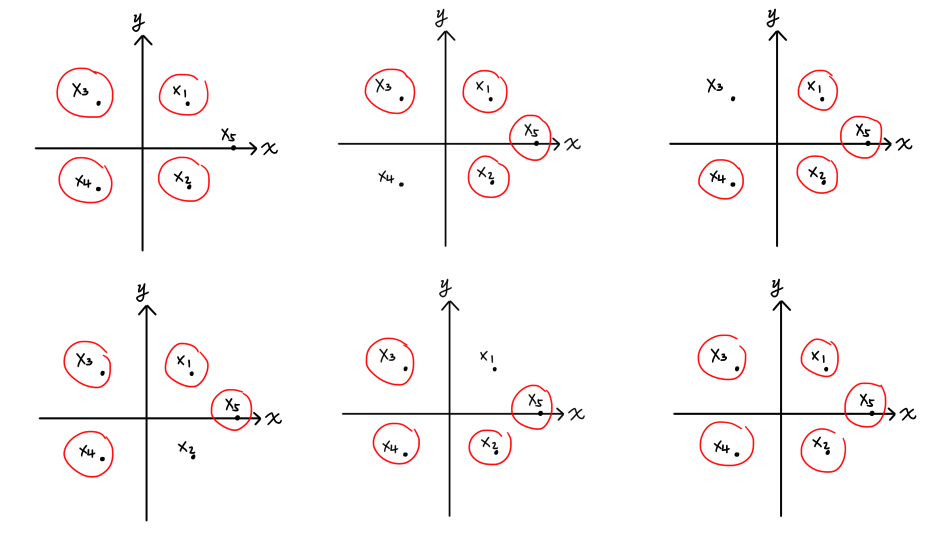 y
x₃ x₁
x₅ x
x₄ x₂
y
x₃ x₁
x₅ x
x₄ x₂
y
x₃ x₁
x₅ x
x₄ x₂
y
x₃ x₁
x₅ x
x₄ x₂
y
x₃ x₁
x₅ x
x₄ x₂
y
x₃ x₁
x₅ x
x₄ x₂